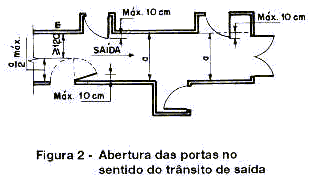 Máx. 10 cm
Máx. 10 cm
m
máx.
a
2
SAÍDA
a
a
Máx. 10 cm
Figura 2 - Abertura das portas no
sentido do trânsito de saída